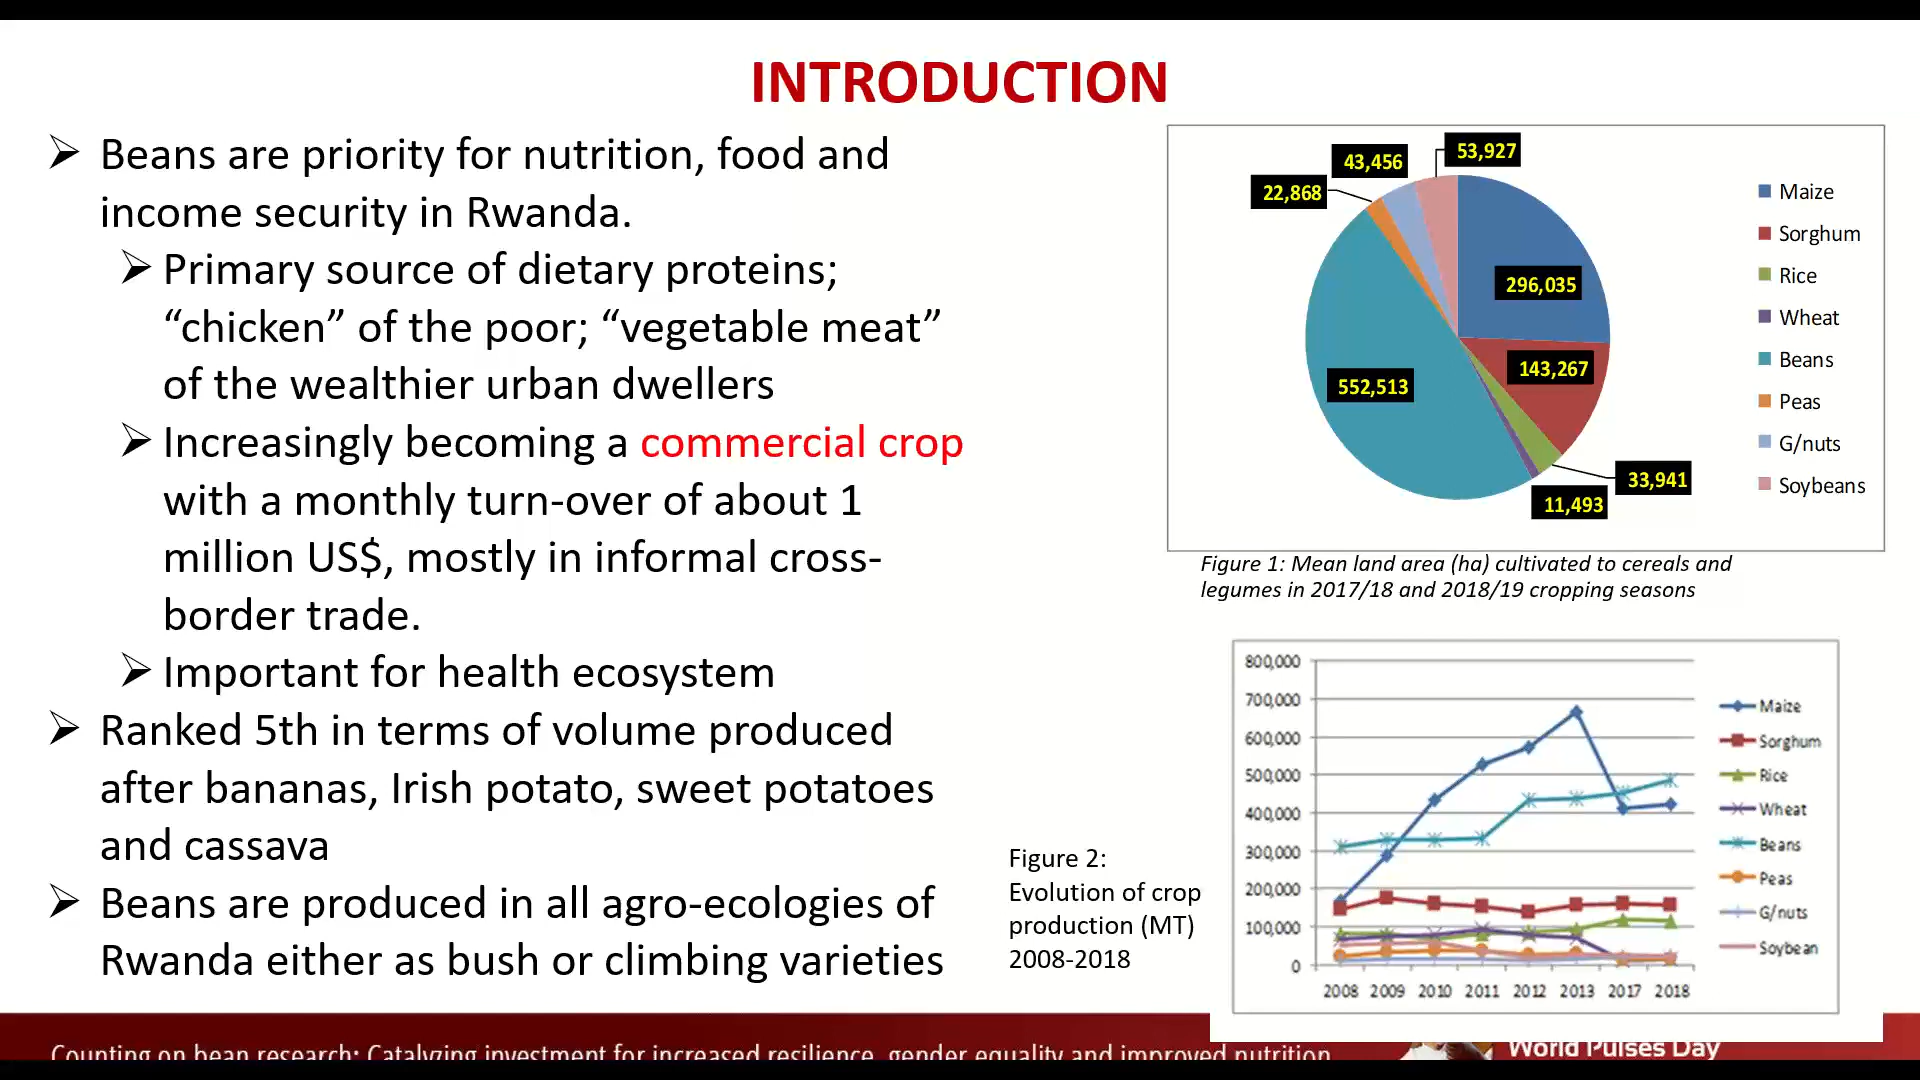 INTRODUCTION
Beans are priority for nutrition, food and
income security in Rwanda.
Primary source of dietary proteins;
“chicken” of the poor; “vegetable meat”
of the wealthier urban dwellers
Increasingly becoming a commercial crop
with a monthly turn-over of about 1
million US$, mostly in informal cross-
border trade.
Important for health ecosystem
Ranked 5th in terms of volume produced
after bananas, Irish potato, sweet potatoes
and cassava
Beans are produced in all agro-ecologies of
Rwanda either as bush or climbing varieties
53,927
43,456
22,868
296,035
143,267
552,513
33,941
11,493
Maize
Sorghum
Rice
Wheat
Beans
Peas
G/nuts
Soybeans
Figure 1: Mean land area (ha) cultivated to cereals and
legumes in 2017/18 and 2018/19 cropping seasons
Figure 2:
Evolution of crop
production (MT)
2008-2018
800,000
700,000
600,000
500,000
400,000
300,000
200,000
100,000
0
2008 2009 2010 2011 2012 2013 2017 2018
Maize
Sorghum
Rice
Wheat
Beans
Peas
G/nuts
Soybean
Counting on bean research: Catalyzing investment for increased resilience, gender equality and improved nutrition
World Pulses Day